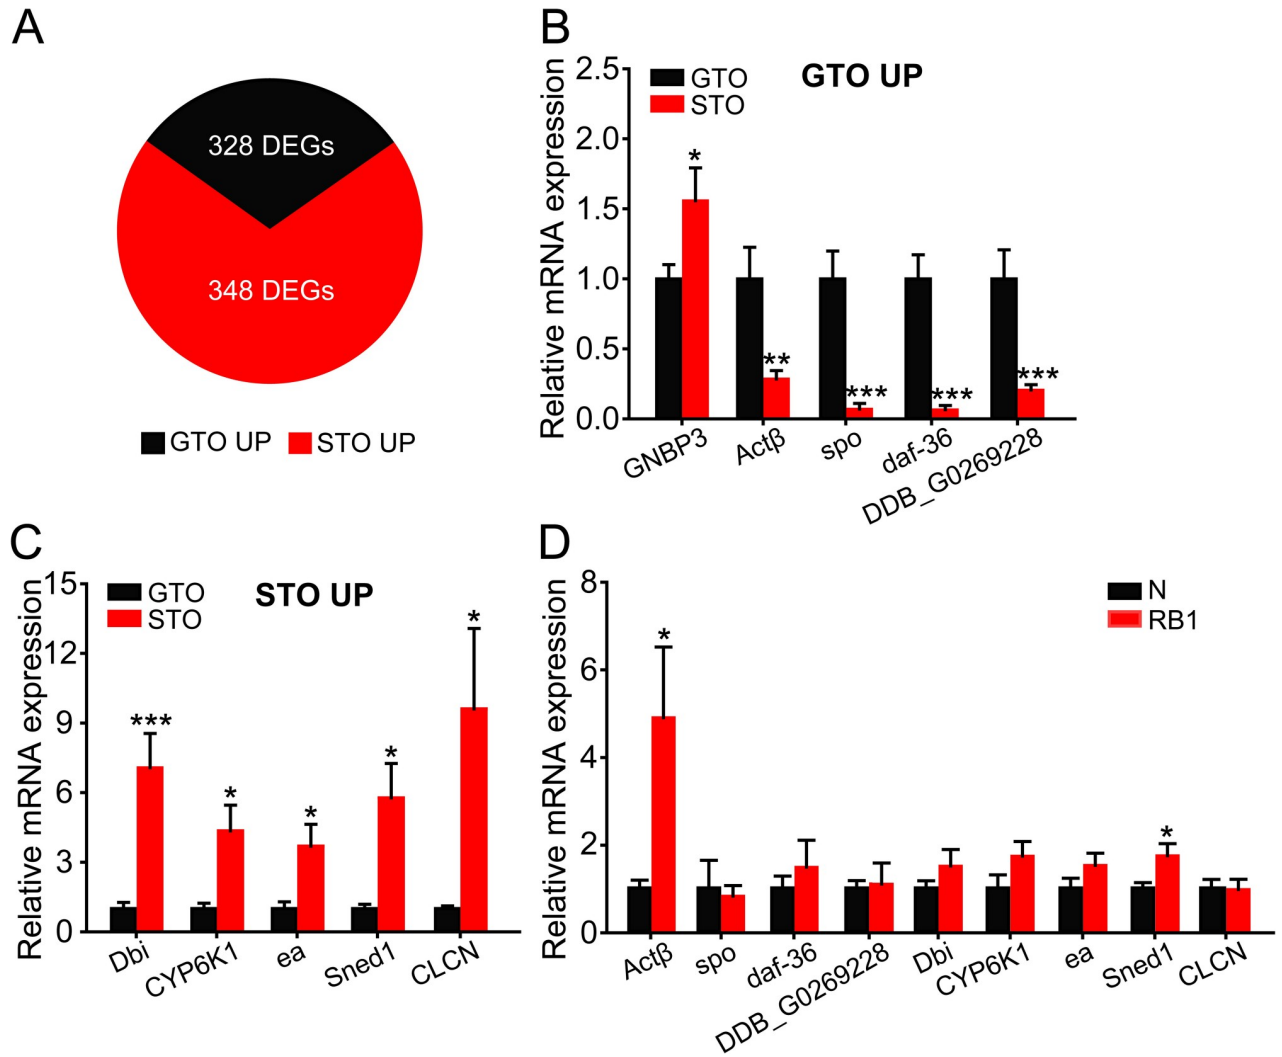 A
328 DEGs
348 DEGs
GTO UP
STO UP
B
GTO UP
GTO
STO
Relative mRNA expression
2.5
2.0
1.5
1.0
0.5
0.0
*
**
***
***
***
GNBP3
Actβ
spo
daf-36
DDB_G0269228
C
STO UP
GTO
STO
Relative mRNA expression
15
12
9
6
3
0
***
*
*
*
*
Dbi
CYP6K1
ea
Sned1
CLCN
D
N
RB1
Relative mRNA expression
8
6
4
2
0
*
*
Actβ
spo
daf-36
DDB_G0269228
Dbi
CYP6K1
ea
Sned1
CLCN